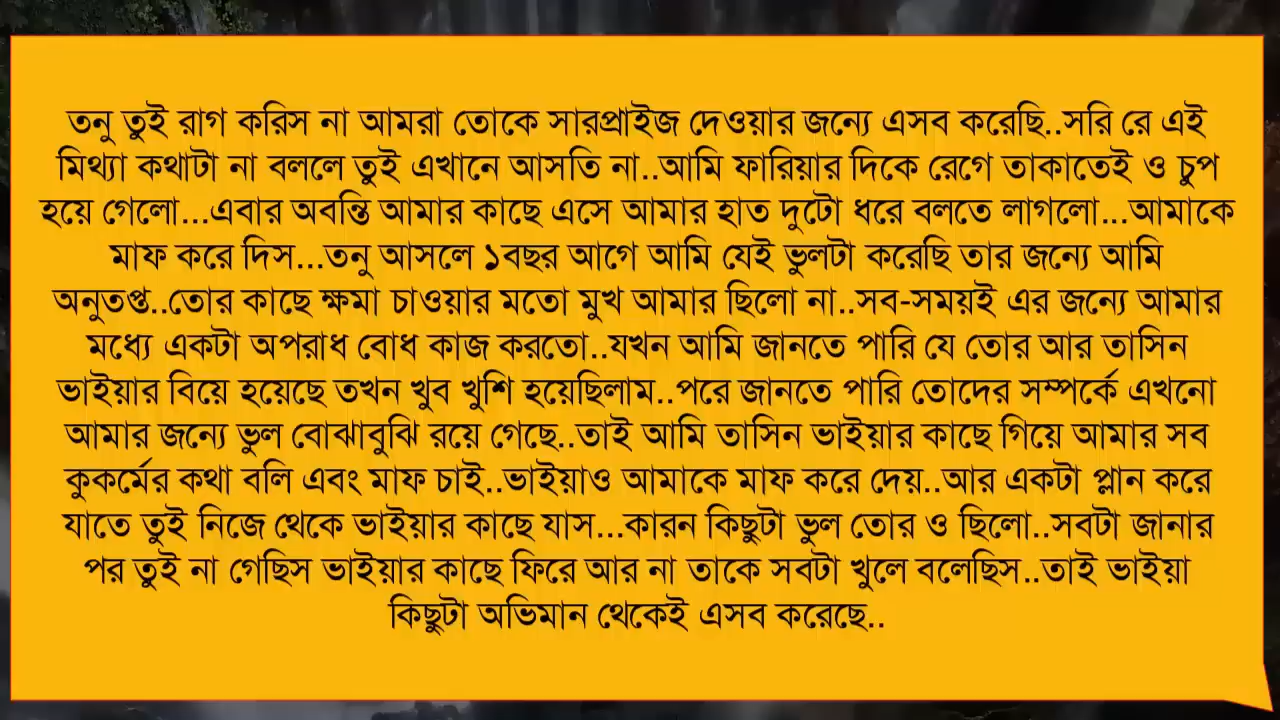 তনু তুই রাগ করিস না আমরা তোকে সারপ্রাইজ দেওয়ার জন্যে এসব করেছি..সরি রে এই
মিথ্যা কথাটা না বললে তুই এখানে আসতি না..আমি ফারিয়ার দিকে রেগে তাকাতেই ও চুপ
হয়ে গেলো...এবার অবন্তি আমার কাছে এসে আমার হাত দুটো ধরে বলতে লাগলো...আমাকে
মাফ করে দিস...তনু আসলে ১বছর আগে আমি যেই ভুলটা করেছি তার জন্যে আমি
অনুতপ্ত..তোর কাছে ক্ষমা চাওয়ার মতো মুখ আমার ছিলো না..সব-সময়ই এর জন্যে আমার
মধ্যে একটা অপরাধ বোধ কাজ করতো..যখন আমি জানতে পারি যে তোর আর তাসিন
ভাইয়ার বিয়ে হয়েছে তখন খুব খুশি হয়েছিলাম..পরে জানতে পারি তোদের সম্পর্কে এখনো
আমার জন্যে ভুল বোঝাবুঝি রয়ে গেছে..তাই আমি তাসিন ভাইয়ার কাছে গিয়ে আমার সব
কুকর্মের কথা বলি এবং মাফ চাই..ভাইয়াও আমাকে মাফ করে দেয়..আর একটা প্লান করে
যাতে তুই নিজে থেকে ভাইয়ার কাছে যাস...কারন কিছুটা ভুল তোর ও ছিলো..সবটা জানার
পর তুই না গেছিস ভাইয়ার কাছে ফিরে আর না তাকে সবটা খুলে বলেছিস..তাই ভাইয়া
কিছুটা অভিমান থেকেই এসব করেছে..